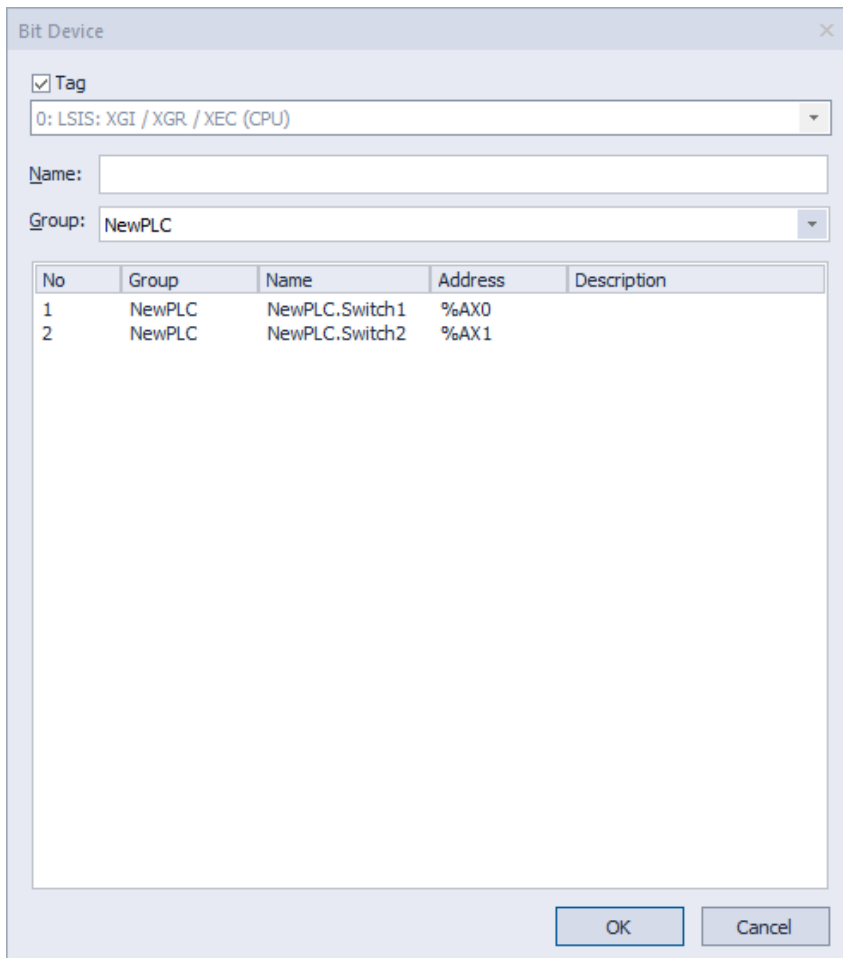 Bit Device
Tag
0: LSIS: XGI / XGR / XEC (CPU)
Name:
Group: NewPLC
No Group Name Address Description
1 NewPLC NewPLC.Switch1 %AX0
2 NewPLC NewPLC.Switch2 %AX1
OK Cancel